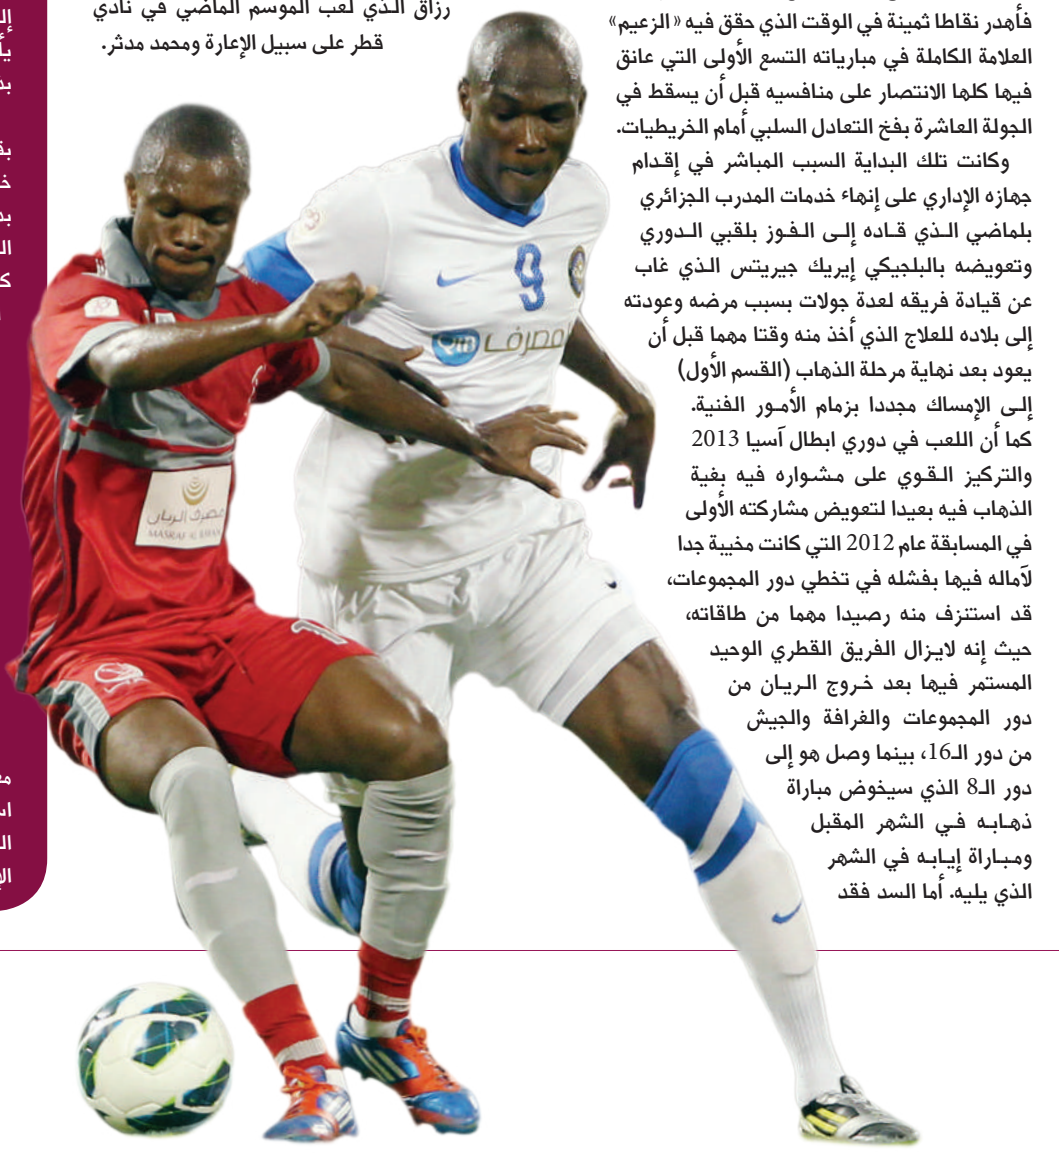 فأهدر نقاطا ثمينة في الوقت الذي حقق فيه «الزعيم»
العلامة الكاملة في مبارياته التسع الأولى التي عانق
فيها كلها الانتصار على منافسيه قبل أن يسقط في
الجولة العاشرة بفخ التعادل السلبي أمام الخريطيات.
وكانت تلك البداية السبب المباشر في إقدام
جهازه الإداري على إنهاء خدمات المدرب الجزائري
بلماضي الذي قاده إلى الفوز بلقبي الدوري
وتعويضه بالبلجيكي إيريك جيريتس الذي غاب
عن قيادة فريقه لعدة جولات بسبب مرضه وعودته
إلى بلاده للعلاج الذي أخذ منه وقتا مهما قبل أن
يعود بعد نهاية مرحلة الذهاب (القسم الأول)
إلى الإمساك مجددا بزمام الأمور الفنية.
كما أن اللعب في دوري ابطال آسيا 2013
والتركيز القوي على مشواره فيه بغية
الذهاب فيه بعيدا لتعويض مشاركته الأولى
في المسابقة عام 2012 التي كانت مخيبة جدا
لآماله فيها بفشله في تخطي دور المجموعات،
قد استنزف منه رصيدا مهما من طاقاته،
حيث إنه لايزال الفريق القطري الوحيد
المستمر فيها بعد خروج الريان من
دور المجموعات والغرافة والجيش
من دور الـ16، بينما وصل هو إلى
دور الـ8 الذي سيخوض مباراة
ذهابه في الشهر المقبل
ومباراة إيابه في الشهر
الذي يليه. أما السد فقد
رزاق الذي لعب الموسم الماضي في نادي
قطر على سبيل الإعارة ومحمد مدثر.
9
مصرف
مصرف الريان
MASRAF AL RAYAN